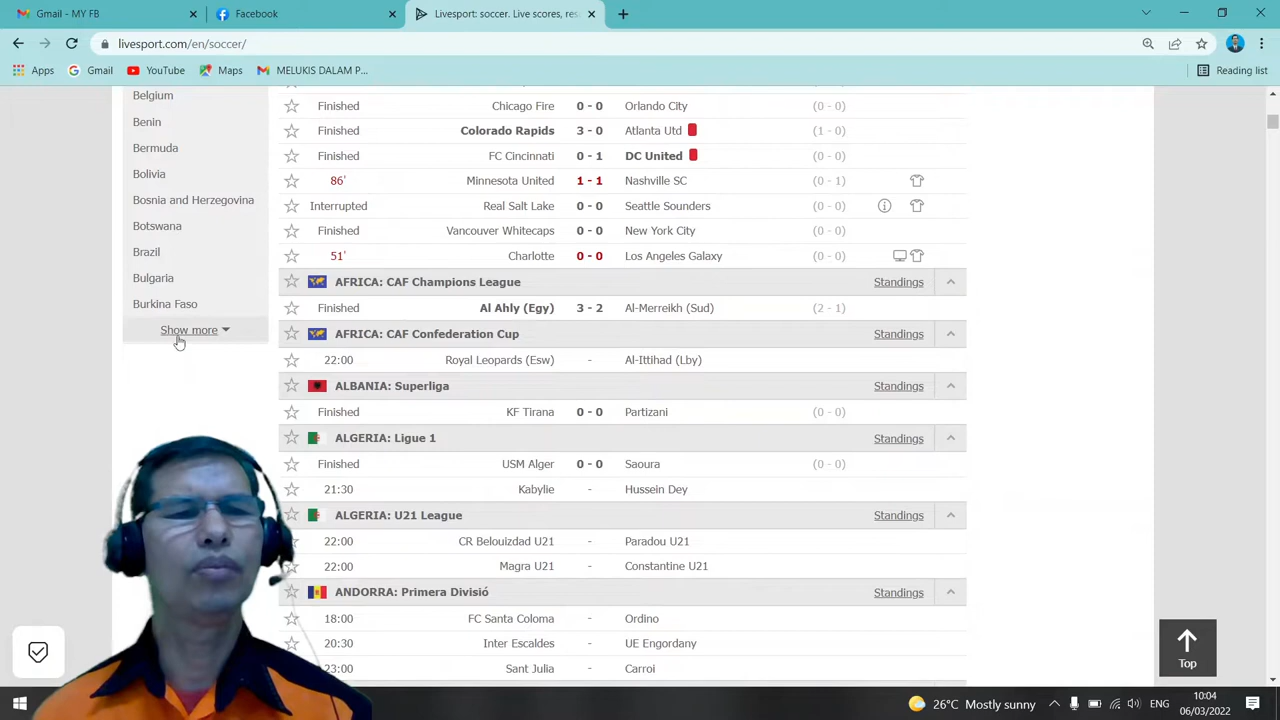 Gmail - MY FB
Facebook
Livesport: soccer. Live scores, res
livesport.com/en/soccer/
Apps Gmail YouTube Maps MELUKIS DALAM P... Reading list
Belgium
Benin
Bermuda
Bolivia
Bosnia and Herzegovina
Botswana
Brazil
Bulgaria
Burkina Faso
Show more
Finished Chicago Fire 0 - 0 Orlando City (0 - 0)
Finished Colorado Rapids 3 - 0 Atlanta Utd (1 - 0)
Finished FC Cincinnati 0 - 1 DC United (0 - 0)
86' Minnesota United 1 - 1 Nashville SC (0 - 1)
Interrupted Real Salt Lake 0 - 0 Seattle Sounders (0 - 0)
Finished Vancouver Whitecaps 0 - 0 New York City (0 - 0)
51' Charlotte 0 - 0 Los Angeles Galaxy (0 - 0)
AFRICA: CAF Champions League Standings
Finished Al Ahly (Egy) 3 - 2 Al-Merreikh (Sud) (2 - 1)
AFRICA: CAF Confederation Cup Standings
22:00 Royal Leopards (Esw) - Al-Ittihad (Lby)
ALBANIA: Superliga Standings
Finished KF Tirana 0 - 0 Partizani (0 - 0)
ALGERIA: Ligue 1 Standings
Finished USM Alger 0 - 0 Saoura (0 - 0)
21:30 Kabylie - Hussein Dey
ALGERIA: U21 League Standings
22:00 CR Belouizdad U21 - Paradou U21
22:00 Magra U21 - Constantine U21
ANDORRA: Primera Divisió Standings
18:00 FC Santa Coloma - Ordino
20:30 Inter Escaldes - UE Engordany
23:00 Sant Julia - Carroi
Top
26°C Mostly sunny
ENG
10:04
06/03/2022